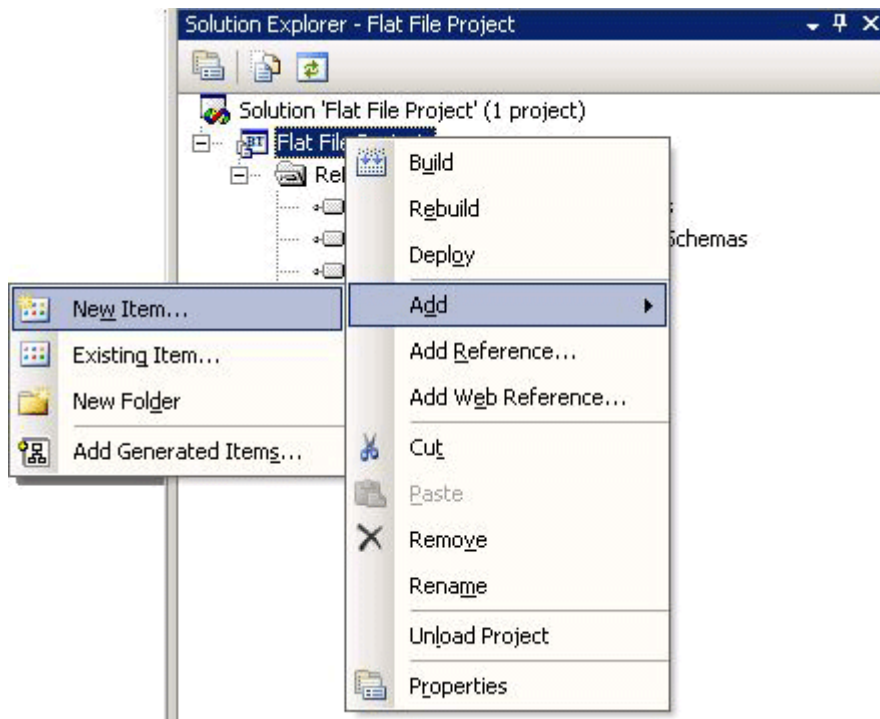 Solution Explorer - Flat File Project
Solution 'Flat File Project' (1 project)
Flat File
Schemas
Build
Rebuild
Deploy
Add
Add Reference...
Add Web Reference...
Cut
Paste
Remove
Rename
Unload Project
Properties
New Item...
Existing Item...
New Folder
Add Generated Items...